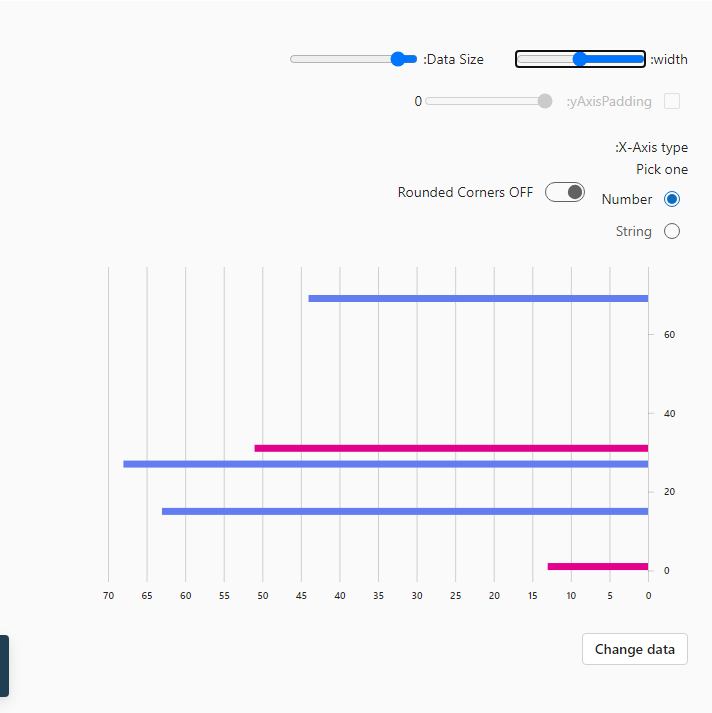 :width
:Data Size
:yAxisPadding
0
:X-Axis type
Pick one
Number
Rounded Corners OFF
String
60
40
20
0
70 65 60 55 50 45 40 35 30 25 20 15 10 5 0
Change data